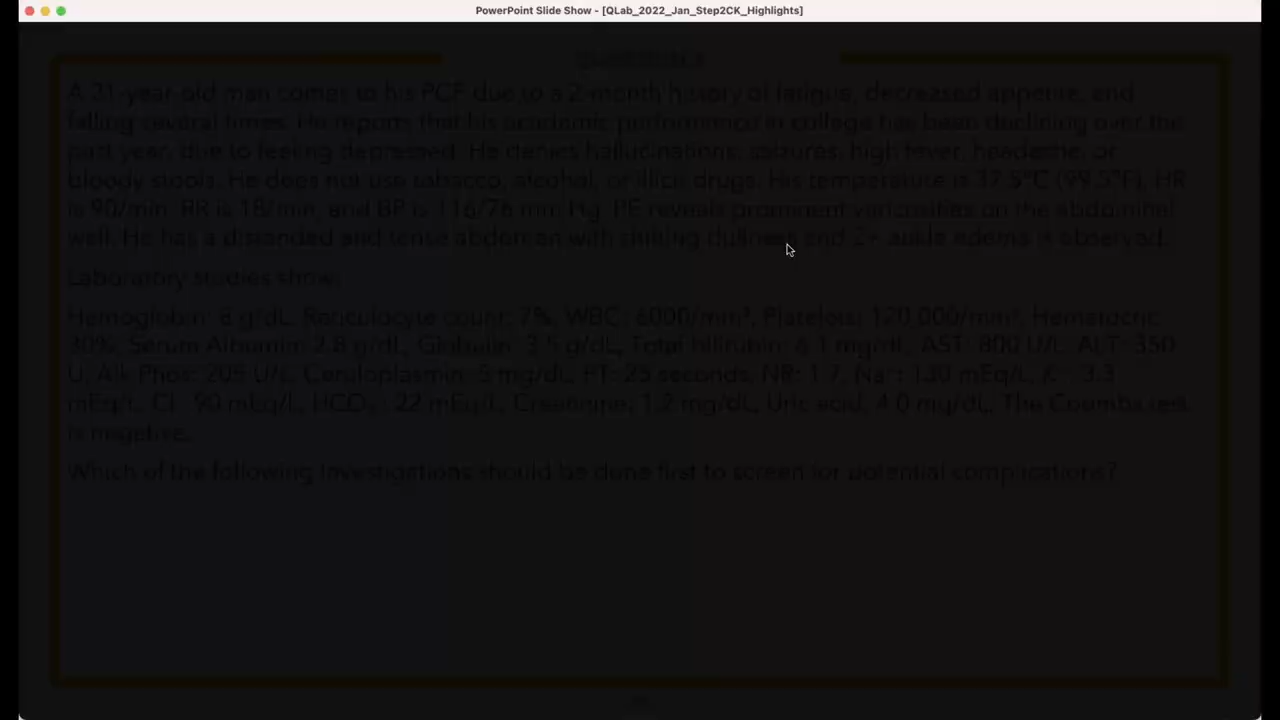 PowerPoint Slide Show - [QLab_2022_Jan_Step2CK_Highlights]
A 21-year-old man comes to his PCP due to a 2-month history of fatigue, decreased appetite, and
falling several times. He reports that his academic performance in college has been declining over the
past year, due to feeling depressed. He denies hallucinations, seizures, high fever, headache, or
bloody stools. He does not use tobacco, alcohol, or illicit drugs. His temperature is 37.5°C (99.5°F), HR
is 90/min, RR is 18/min, and BP is 116/76 mm Hg. PE reveals prominent varicosities on the abdominal
wall. He has a distended and tense abdomen with shifting dullness and 2+ ankle edema is observed.
Laboratory studies show:
Hemoglobin: 8 g/dL, Reticulocyte count: 7%, WBC: 6000/mm³, Platelets: 120,000/mm³, Hematocrit:
30%, Serum Albumin: 2.8 g/dL, Globulin: 3.5 g/dL, Total bilirubin: 6.1 mg/dL, AST: 800 U/L, ALT: 350
U, Alk Phos: 205 U/L, Ceruloplasmin: 5 mg/dL, PT: 25 seconds, 1.7, Na⁺: 130 mEq/L, K⁺: 3.3
mEq/L, Cl⁻: 90 mEq/L, HCO₃⁻: 22 mEq/L, Creatinine: 1.2 mg/dL, Uric acid, 4.0 mg/dL, The Coombs test
is negative.
Which of the following investigations should be done first to screen for potential complications?